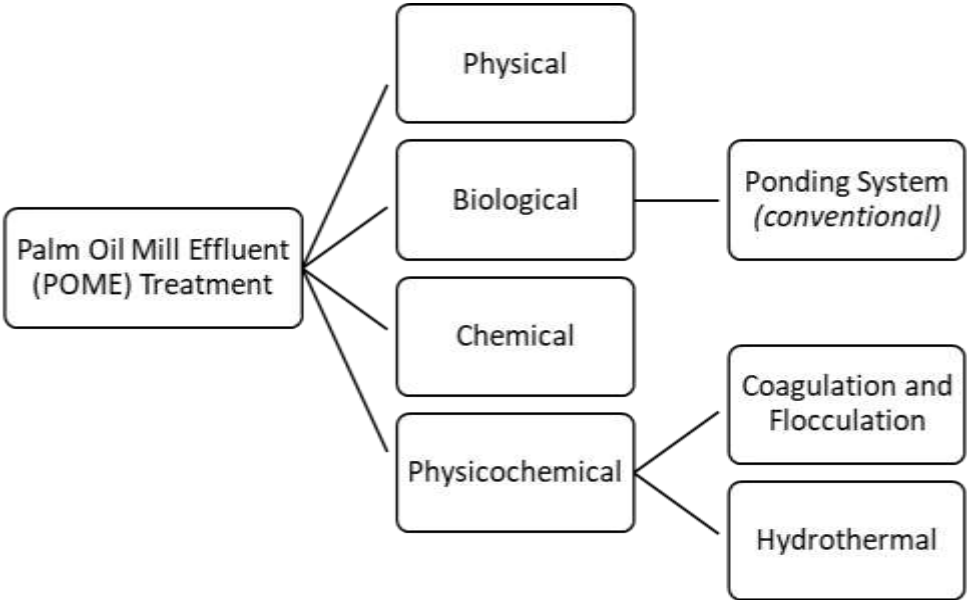 Palm Oil Mill Effluent
(POME) Treatment
Physical
Biological
Ponding System
(conventional)
Chemical
Physicochemical
Coagulation and
Flocculation
Hydrothermal